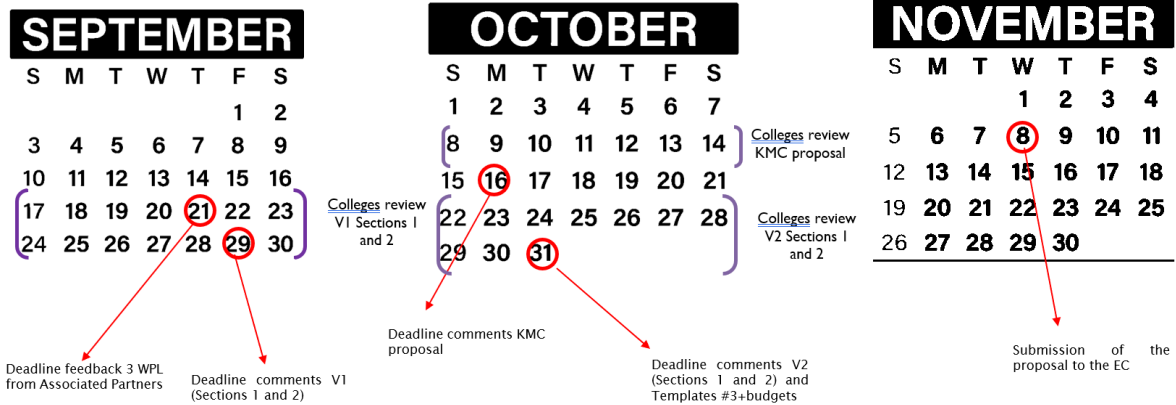 SEPTEMBER
S M T W T F S
1 2
3 4 5 6 7 8 9
10 11 12 13 14 15 16
17 18 19 20 21 22 23
24 25 26 27 28 29 30
Colleges review
V1 Sections 1
and 2
Deadline feedback 3 WPL
from Associated Partners
Deadline comments V1
(Sections 1 and 2)
OCTOBER
S M T W T F S
1 2 3 4 5 6 7
8 9 10 11 12 13 14
15 16 17 18 19 20 21
22 23 24 25 26 27 28
29 30 31
Colleges review
KMC proposal
Colleges review
V2 Sections 1
and 2
Deadline comments KMC
proposal
Deadline comments V2
(Sections 1 and 2) and
Templates #3+budgets
NOVEMBER
S M T W T F S
1 2 3 4
5 6 7 8 9 10 11
12 13 14 15 16 17 18
19 20 21 22 23 24 25
26 27 28 29 30
Submission of the
proposal to the EC